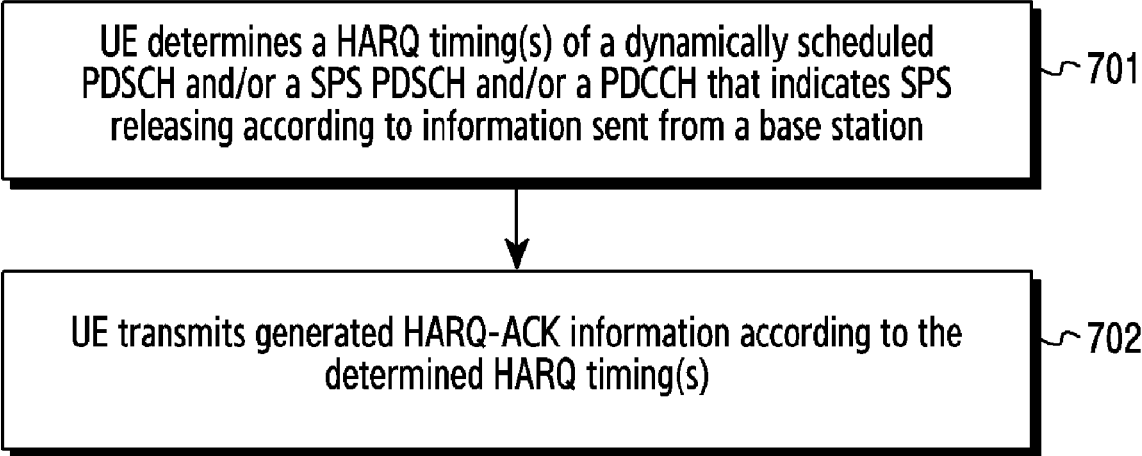 UE determines a HARQ timing(s) of a dynamically scheduled
PDSCH and/or a SPS PDSCH and/or a PDCCH that indicates SPS
releasing according to information sent from a base station
701
UE transmits generated HARQ-ACK information according to the
determined HARQ timing(s)
702